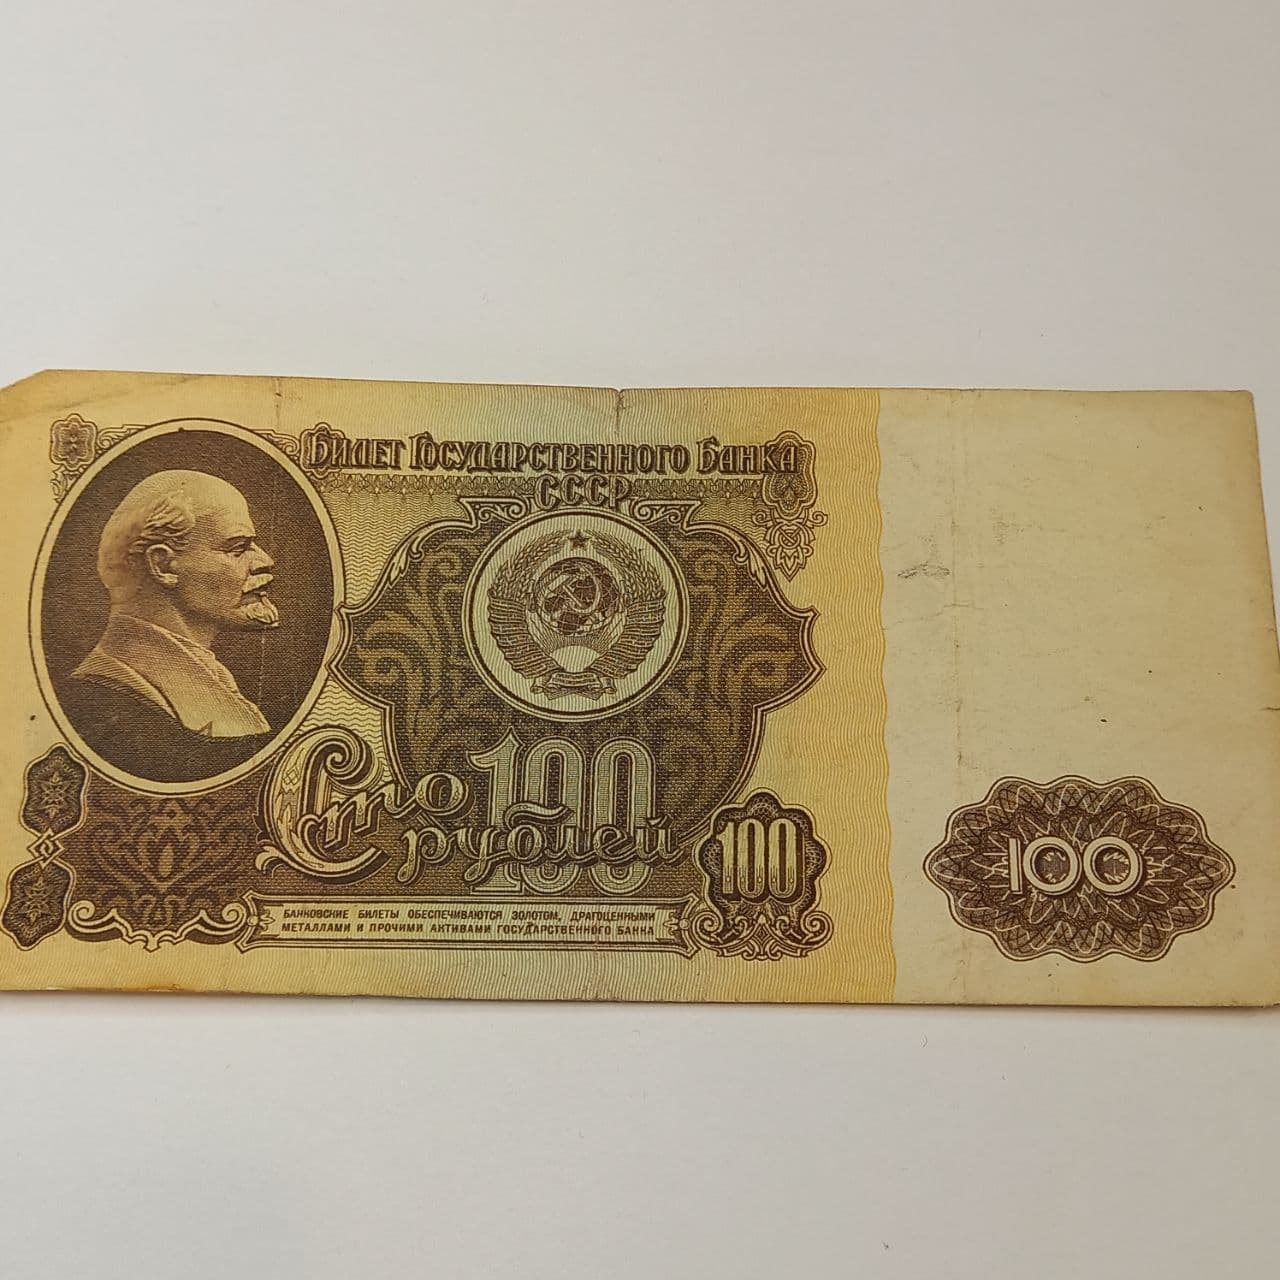 Билет Государственного Банка
СССР
Сто 100
рублей
100
100
БАНКОВСКИЕ БИЛЕТЫ ОБЕСПЕЧИВАЮТСЯ ЗОЛОТОМ, ДРАГОЦЕННЫМИ
МЕТАЛЛАМИ И ПРОЧИМИ АКТИВАМИ ГОСУДАРСТВЕННОГО БАНКА